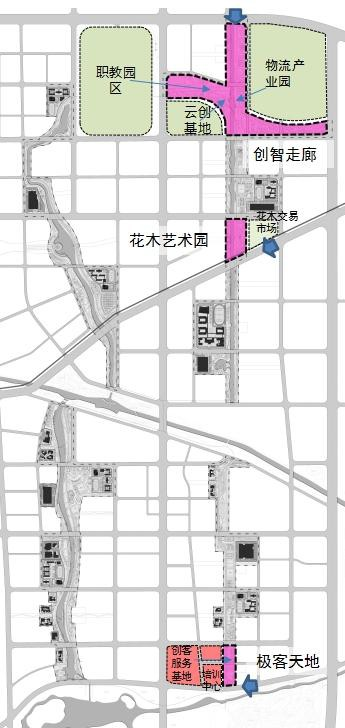 职教园
区
物流产
业园
云创
基地
创智走廊
花木交易
市场
花木艺术园
创客
服务
基地
培训
中心
极客天地